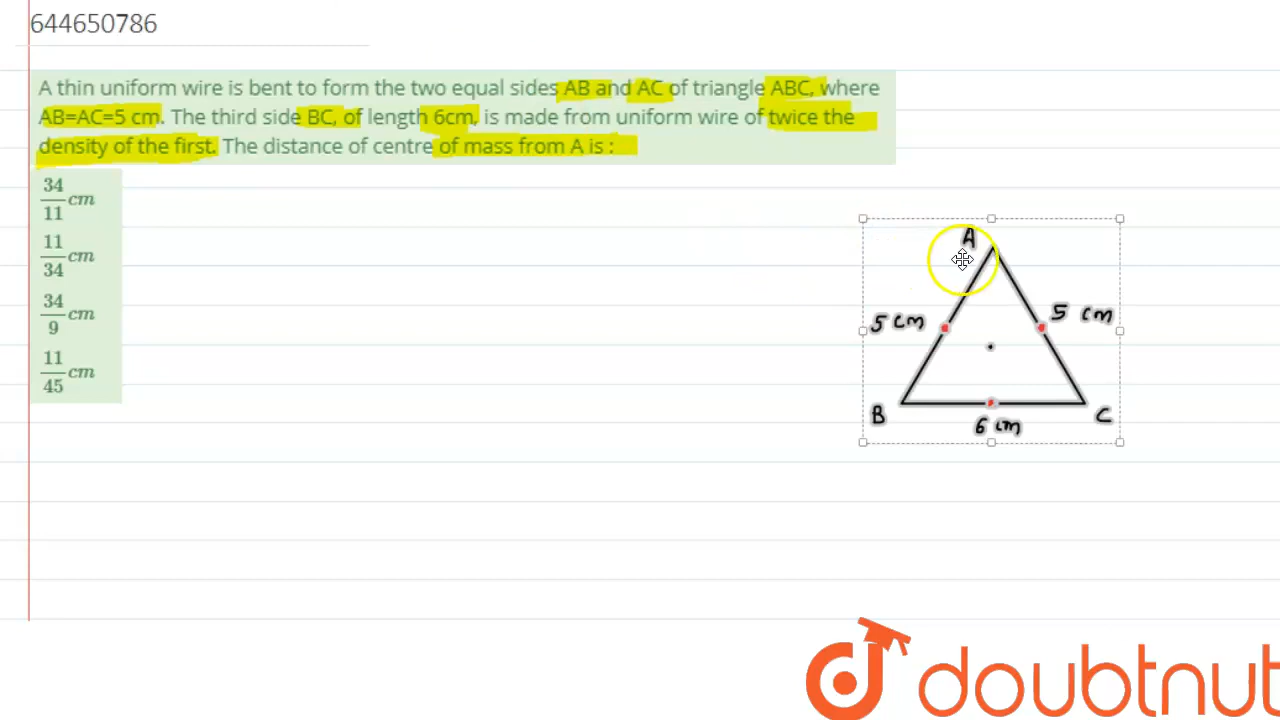 644650786
A thin uniform wire is bent to form the two equal sides AB and AC of triangle ABC, where
AB=AC=5 cm. The third side BC, of length 6cm, is made from uniform wire of twice the
density of the first. The distance of centre of mass from A is :
34/11 cm
11/34 cm
34/9 cm
11/45 cm
A
5 cm
5 cm
B
C
6 cm
doubtnut